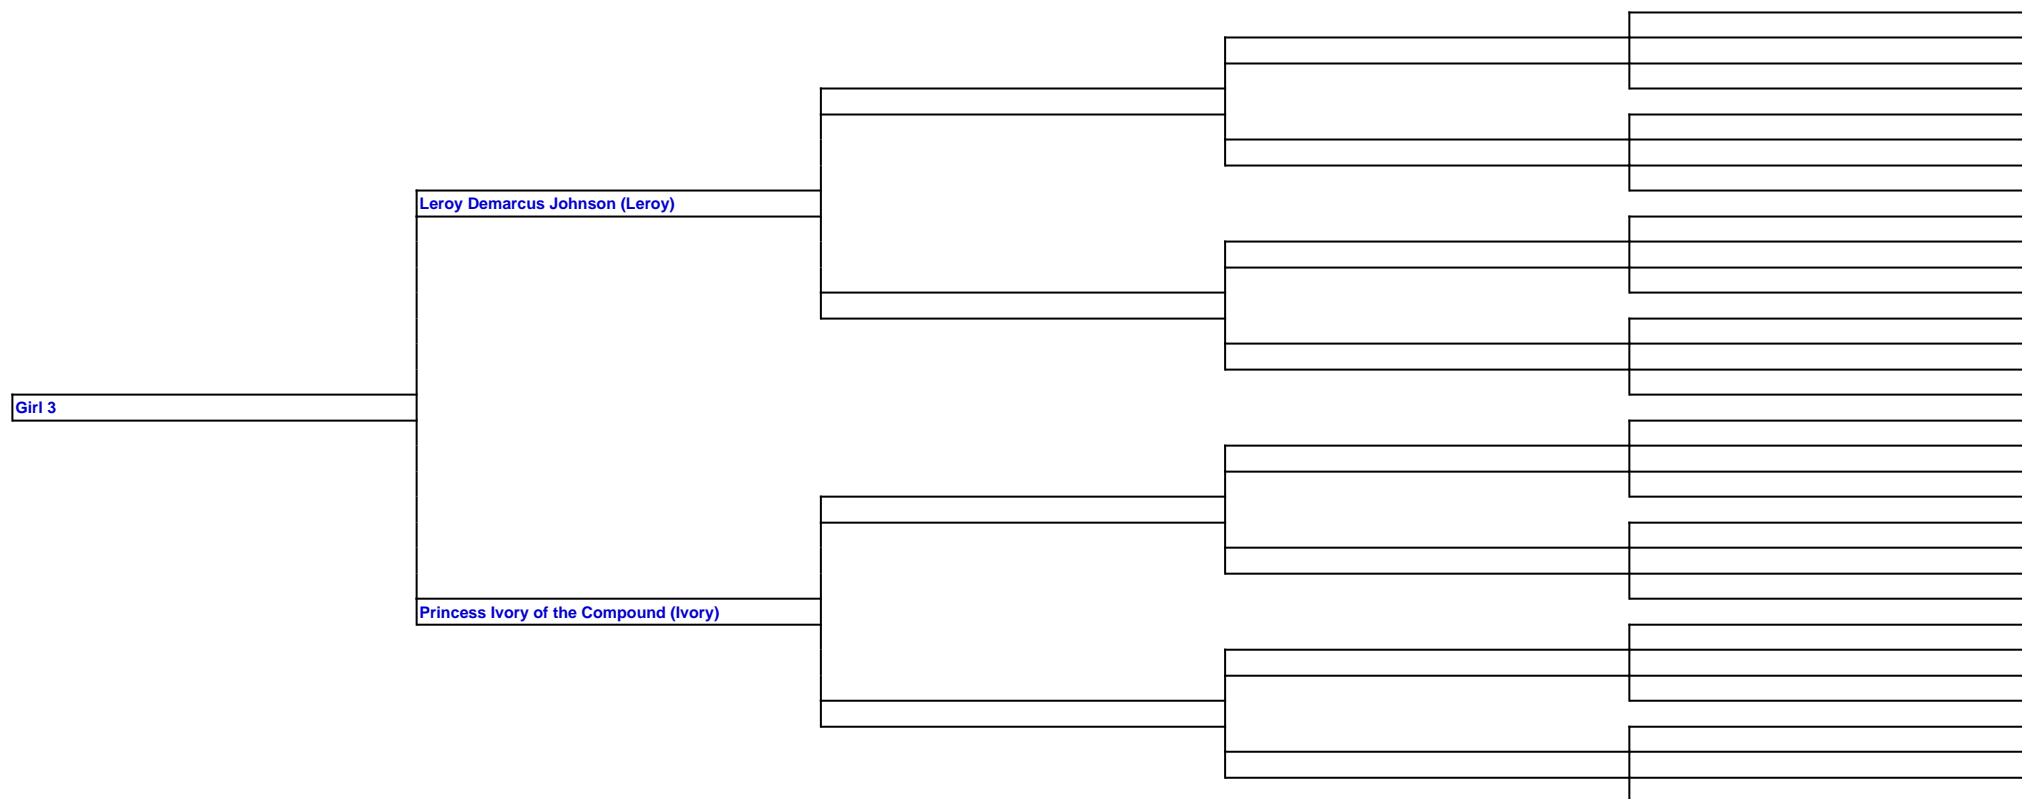 Leroy Demarcus Johnson (Leroy)
Girl 3
Princess Ivory of the Compound (Ivory)